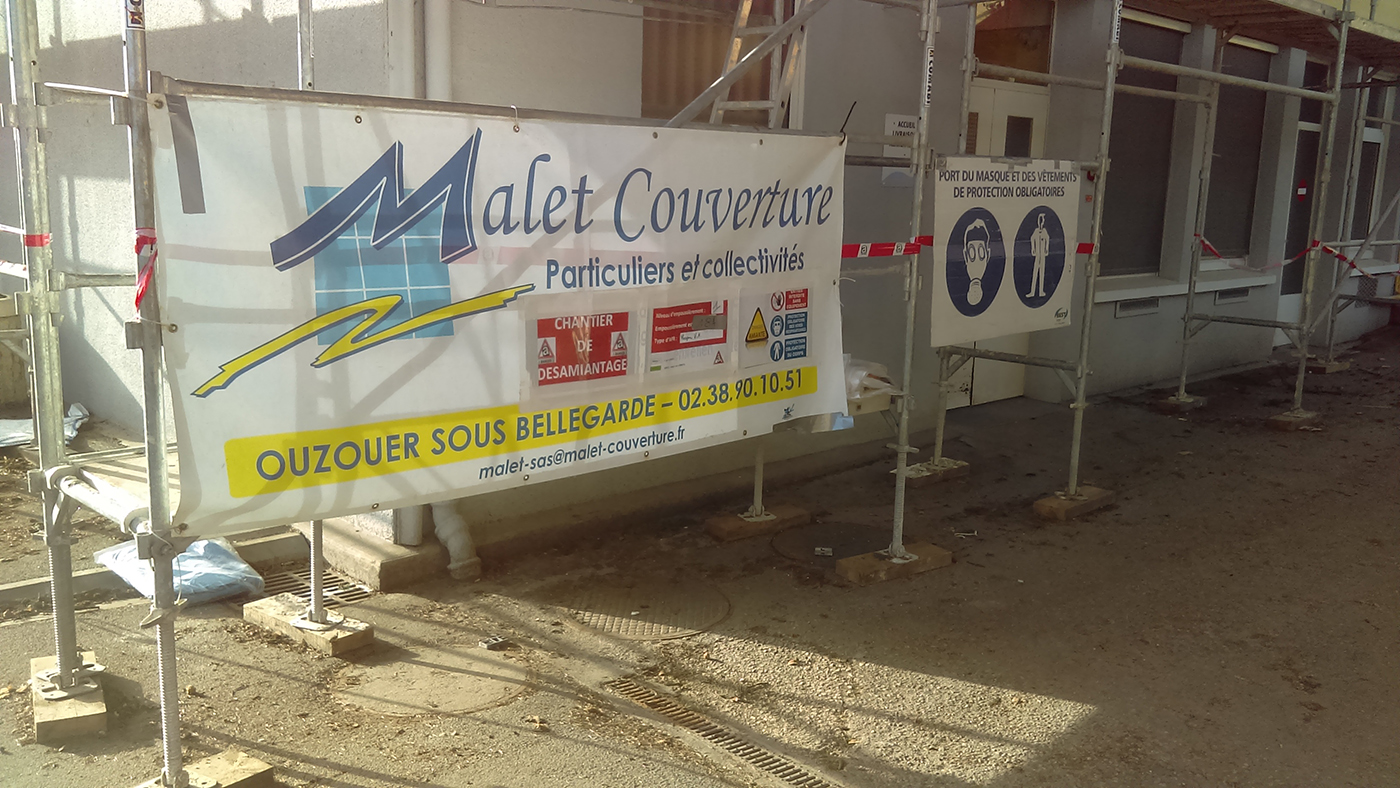 Malet Couverture
Particuliers et collectivités
CHANTIER
DE
DESAMIANTAGE
OUZOUER SOUS BELLEGARDE – 02.38.90.10.51
malet-sas@malet-couverture.fr
PORT DU MASQUE ET DES VÊTEMENTS
DE PROTECTION OBLIGATOIRES
ACCUEIL